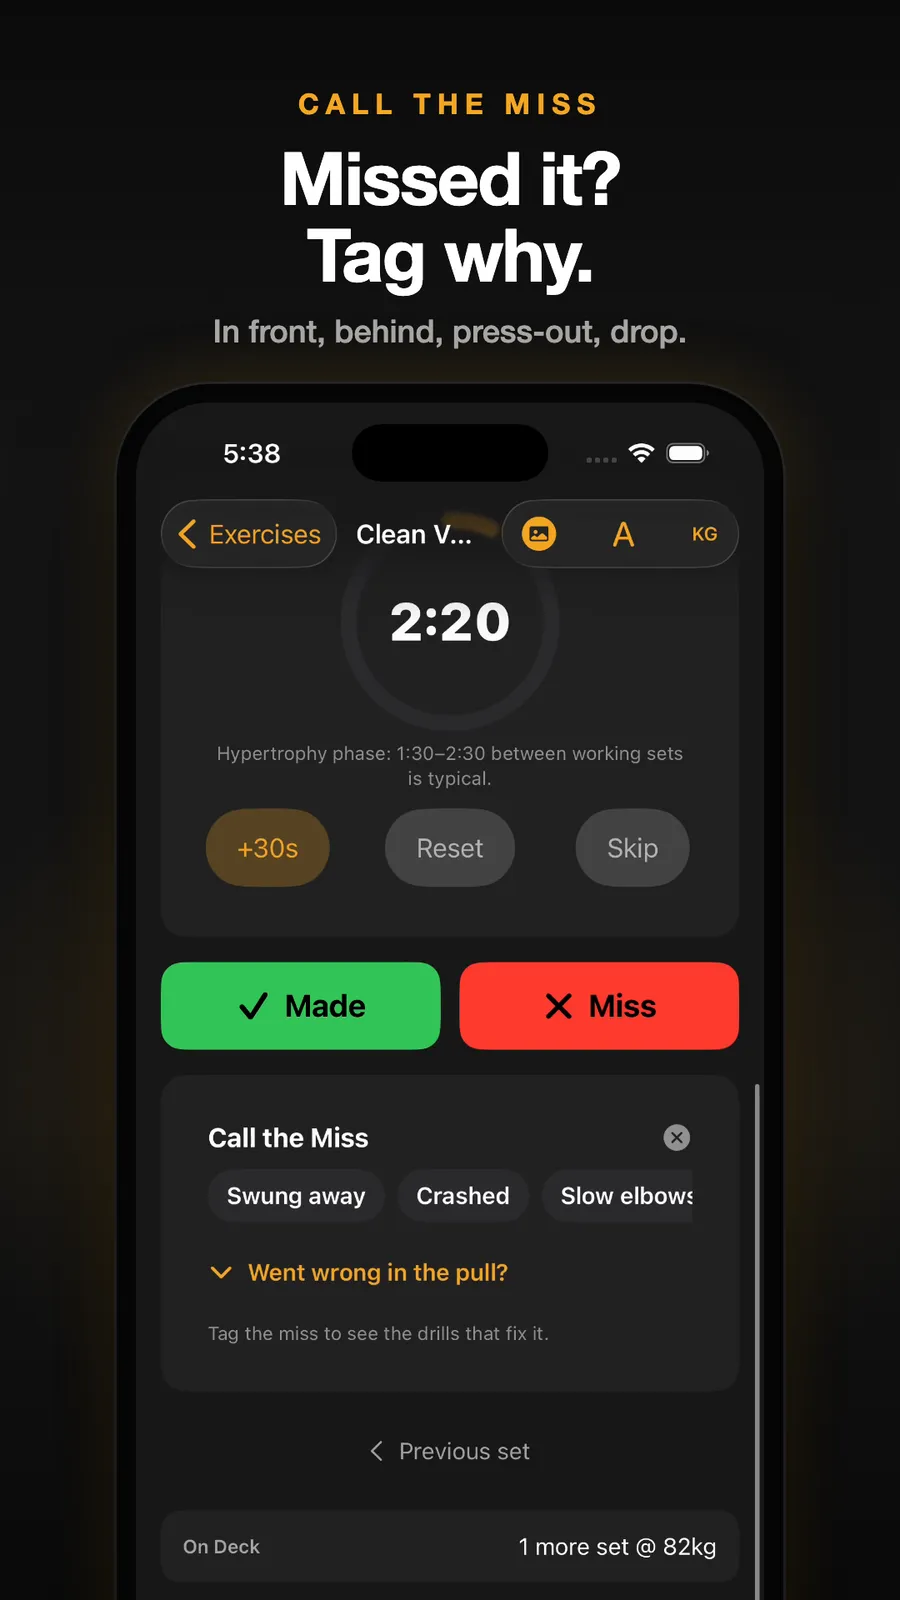 CALL THE MISS
Missed it?
Tag why.
In front, behind, press-out, drop.
5:38
Exercises
Clean V...
A
KG
2:20
Hypertrophy phase: 1:30–2:30 between working sets
is typical.
+30s
Reset
Skip
Made
Miss
Call the Miss
Swung away
Crashed
Slow elbows
Went wrong in the pull?
Tag the miss to see the drills that fix it.
Previous set
On Deck
1 more set @ 82kg